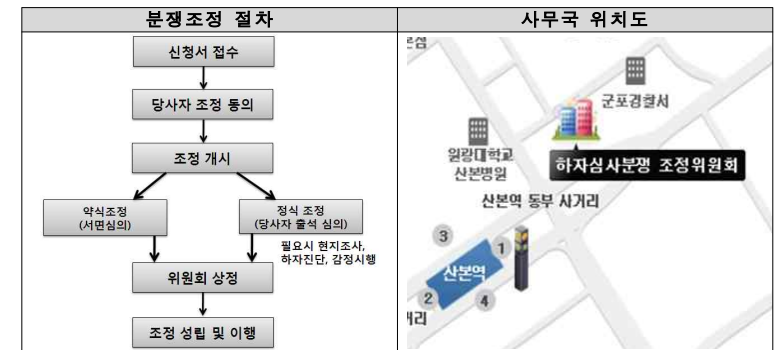 분쟁조정 절차
신청서 접수
당사자 조정 동의
조정 개시
약식조정
(서면심의)
정식 조정
(당사자 출석 심의)
필요시 현지조사,
하자진단, 감정시행
위원회 상정
조정 성립 및 이행
사무국 위치도
군포경찰서
원광대학교
산본병원
하자심사분쟁 조정위원회
산본역 동부 사거리
3
1
산본역
2
4
거리